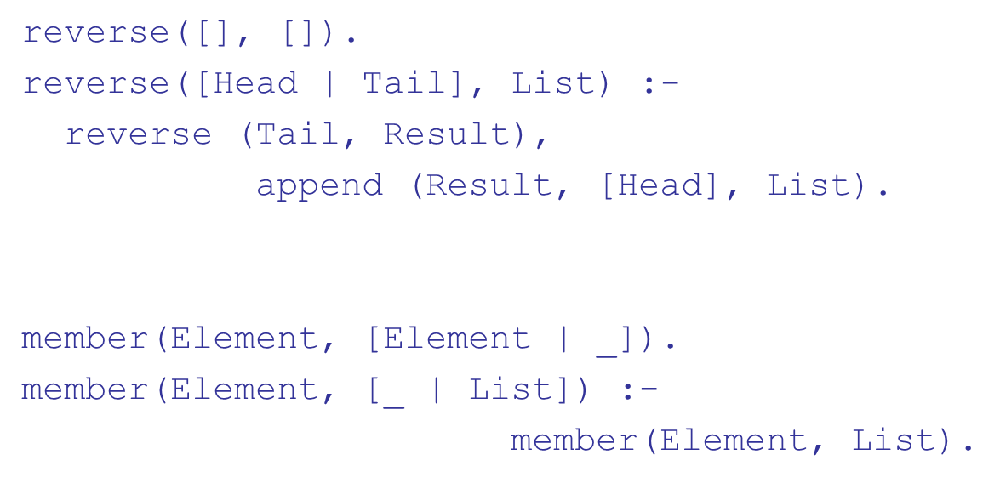 reverse([], []).
reverse([Head | Tail], List) :-
reverse (Tail, Result),
append (Result, [Head], List).
member(Element, [Element | _]).
member(Element, [_ | List]) :-
member(Element, List).